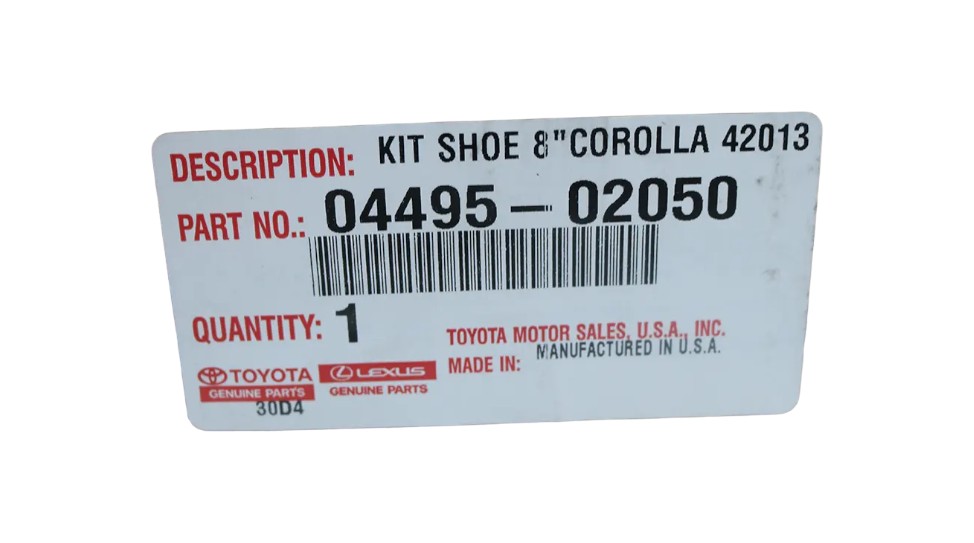 DESCRIPTION: KIT SHOE 8"COROLLA 42013
PART NO.: 04495-02050
QUANTITY: 1
TOYOTA MOTOR SALES, U.S.A., INC.
MADE IN: MANUFACTURED IN U.S.A.
TOYOTA LEXUS
GENUINE PARTS GENUINE PARTS
30D4